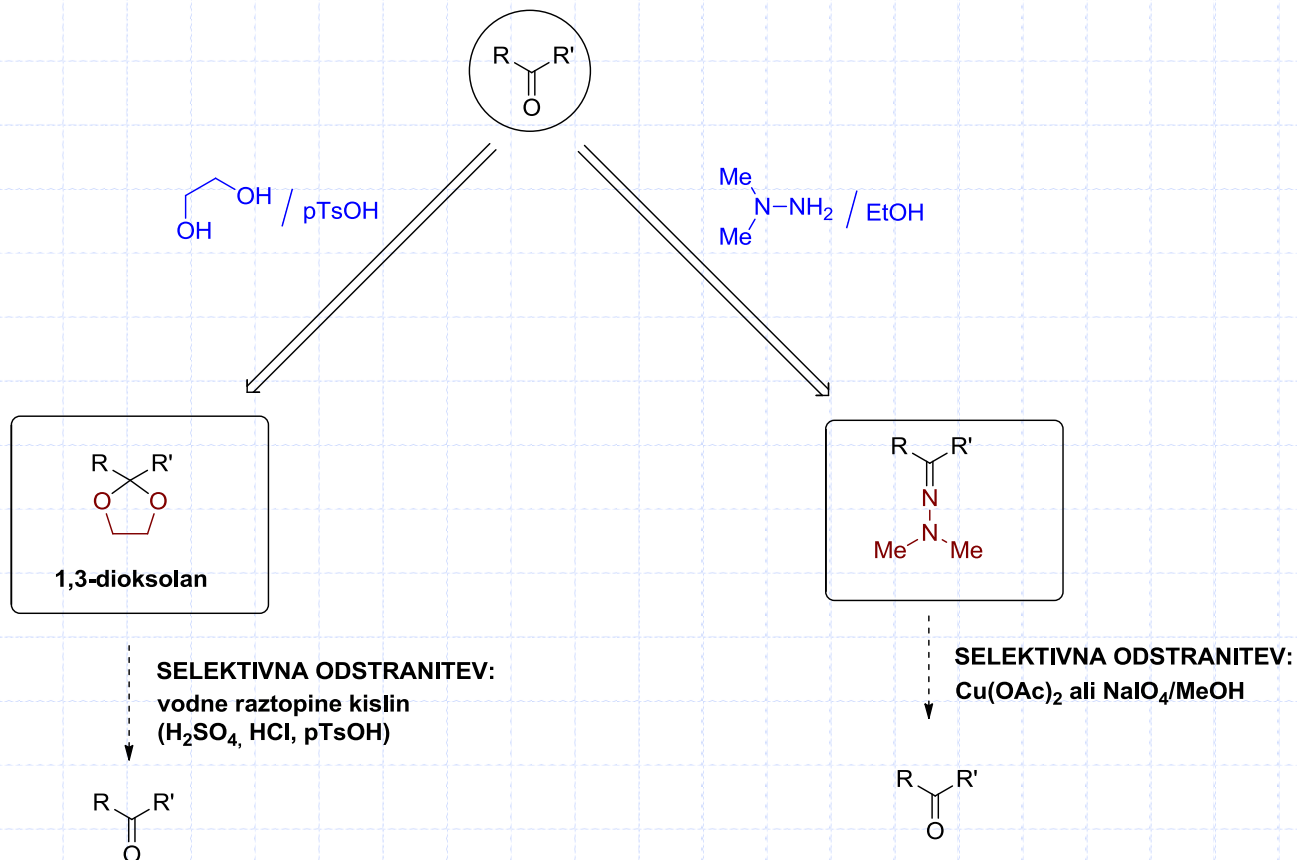 R R'
O
OH / pTsOH
OH
Me
N–NH₂ / EtOH
Me
R R'
O O
1,3-dioksolan
R R'
N
N
Me Me
SELEKTIVNA ODSTRANITEV:
vodne raztopine kislin
(H₂SO₄, HCl, pTsOH)
SELEKTIVNA ODSTRANITEV:
Cu(OAc)₂ ali NaIO₄/MeOH
R R'
O
R R'
O